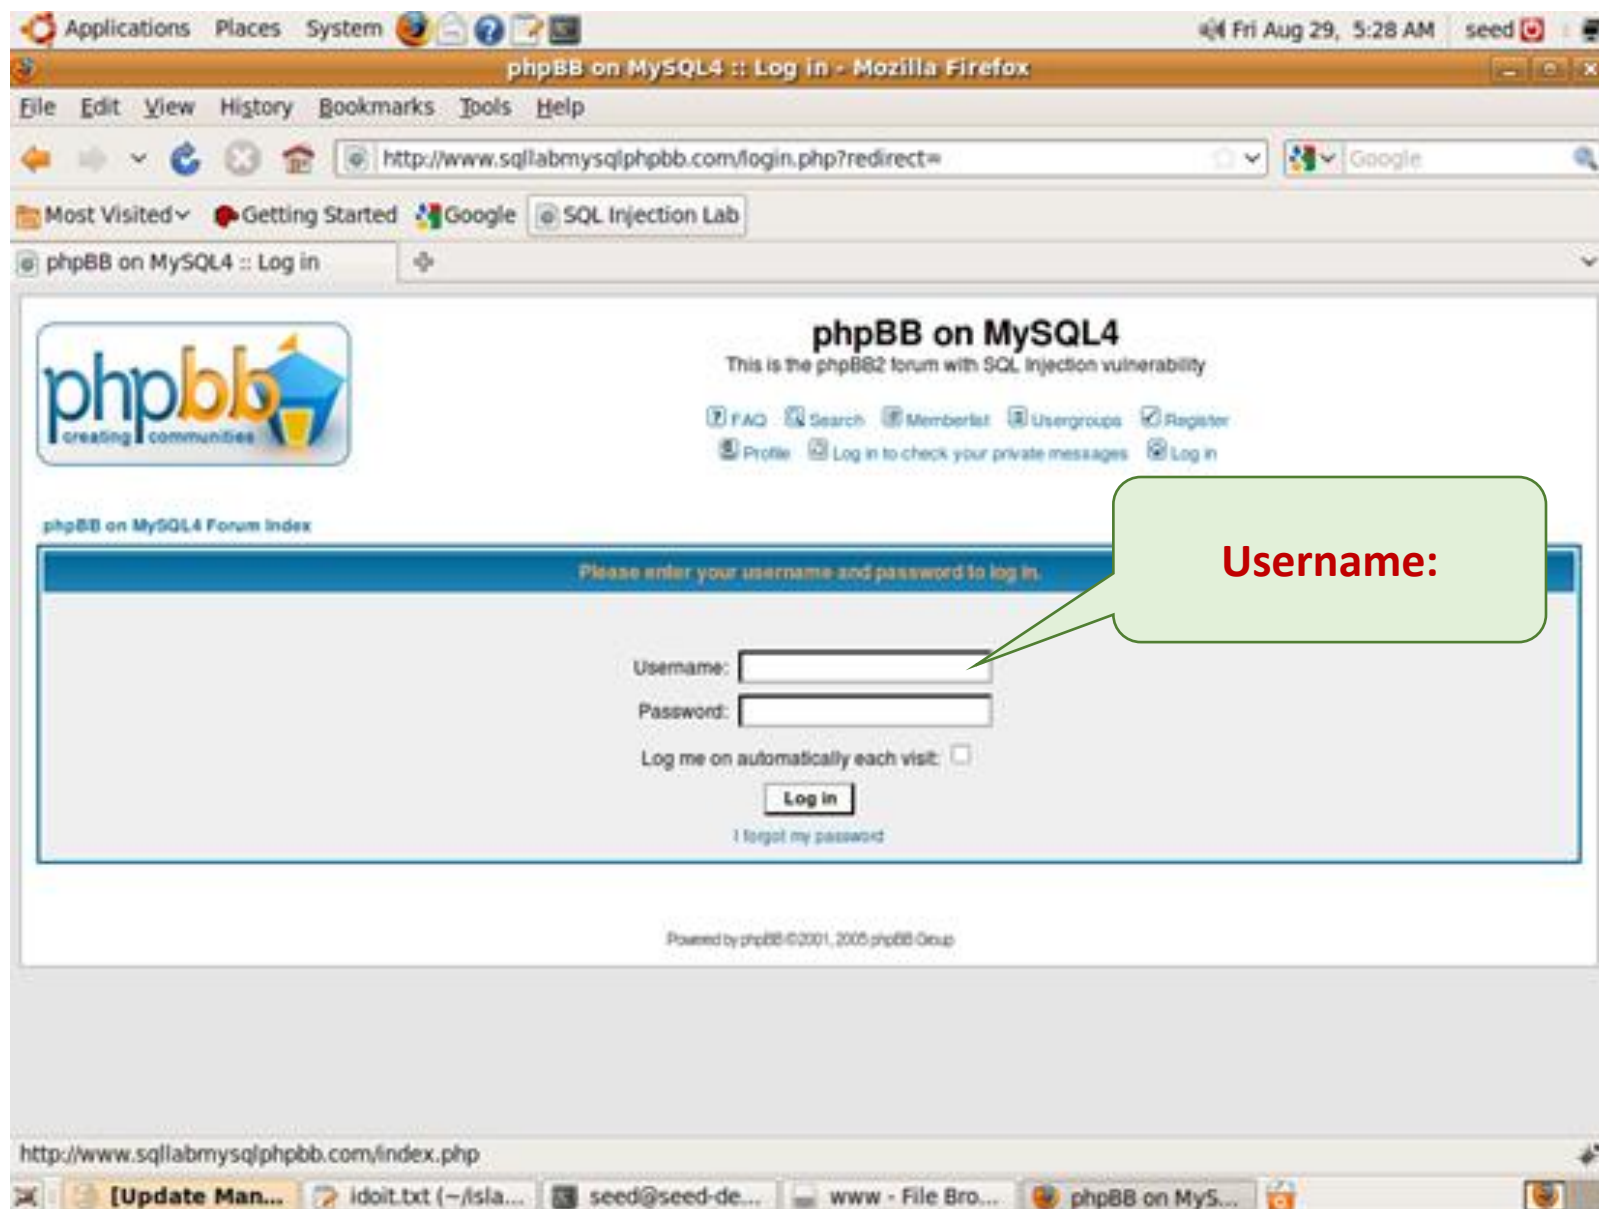 Applications Places System
Fri Aug 29, 5:28 AM seed
phpBB on MySQL4 :: Log in - Mozilla Firefox
File Edit View History Bookmarks Tools Help
http://www.sqllabmysqlphpbb.com/login.php?redirect=
Google
Most Visited Getting Started Google SQL Injection Lab
phpBB on MySQL4 :: Log in
phpbb
creating communities
phpBB on MySQL4
This is the phpBB2 forum with SQL Injection vulnerability
FAQ Search Memberlist Usergroups Register
Profile Log in to check your private messages Log in
phpBB on MySQL4 Forum Index
Please enter your username and password to log in.
Username:
Username:
Password:
Log me on automatically each visit:
Log in
I forgot my password
Powered by phpBB © 2001, 2005 phpBB Group
http://www.sqllabmysqlphpbb.com/index.php
[Update Man... idoit.txt (~/isla... seed@seed-de... www - File Bro... phpBB on MyS...